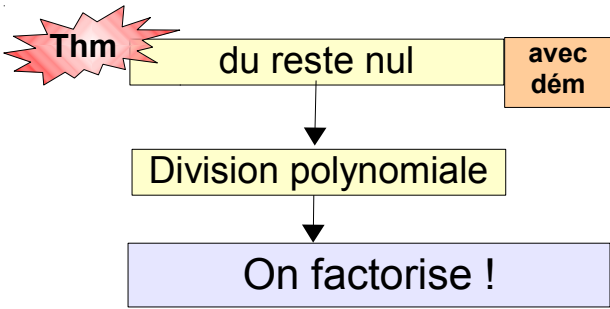 Thm
du reste nul
avec
dém
Division polynomiale
On factorise !